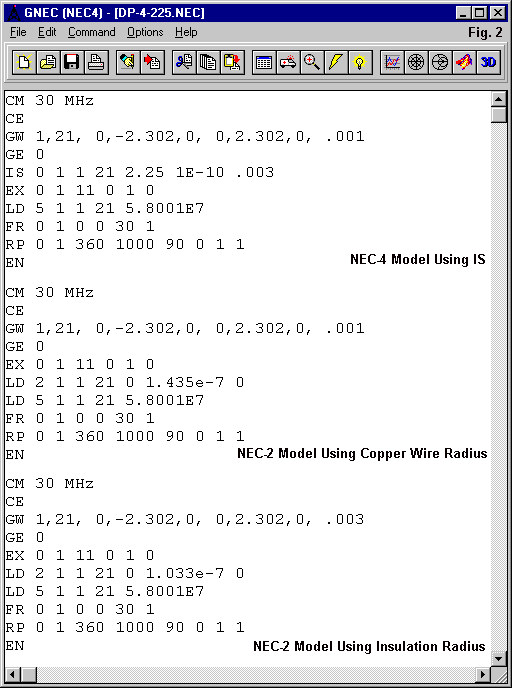 GNEC (NEC4) - [DP-4-225.NEC]
File Edit Command Options Help Fig. 2
3D
CM 30 MHz
CE
GW 1,21, 0,-2.302,0, 0,2.302,0, .001
GE 0
IS 0 1 1 21 2.25 1E-10 .003
EX 0 1 11 0 1 0
LD 5 1 1 21 5.8001E7
FR 0 1 0 0 30 1
RP 0 1 360 1000 90 0 1 1
EN
NEC-4 Model Using IS
CM 30 MHz
CE
GW 1,21, 0,-2.302,0, 0,2.302,0, .001
GE 0
EX 0 1 11 0 1 0
LD 2 1 1 21 0 1.435e-7 0
LD 5 1 1 21 5.8001E7
FR 0 1 0 0 30 1
RP 0 1 360 1000 90 0 1 1
EN
NEC-2 Model Using Copper Wire Radius
CM 30 MHz
CE
GW 1,21, 0,-2.302,0, 0,2.302,0, .003
GE 0
EX 0 1 11 0 1 0
LD 2 1 1 21 0 1.033e-7 0
LD 5 1 1 21 5.8001E7
FR 0 1 0 0 30 1
RP 0 1 360 1000 90 0 1 1
EN
NEC-2 Model Using Insulation Radius